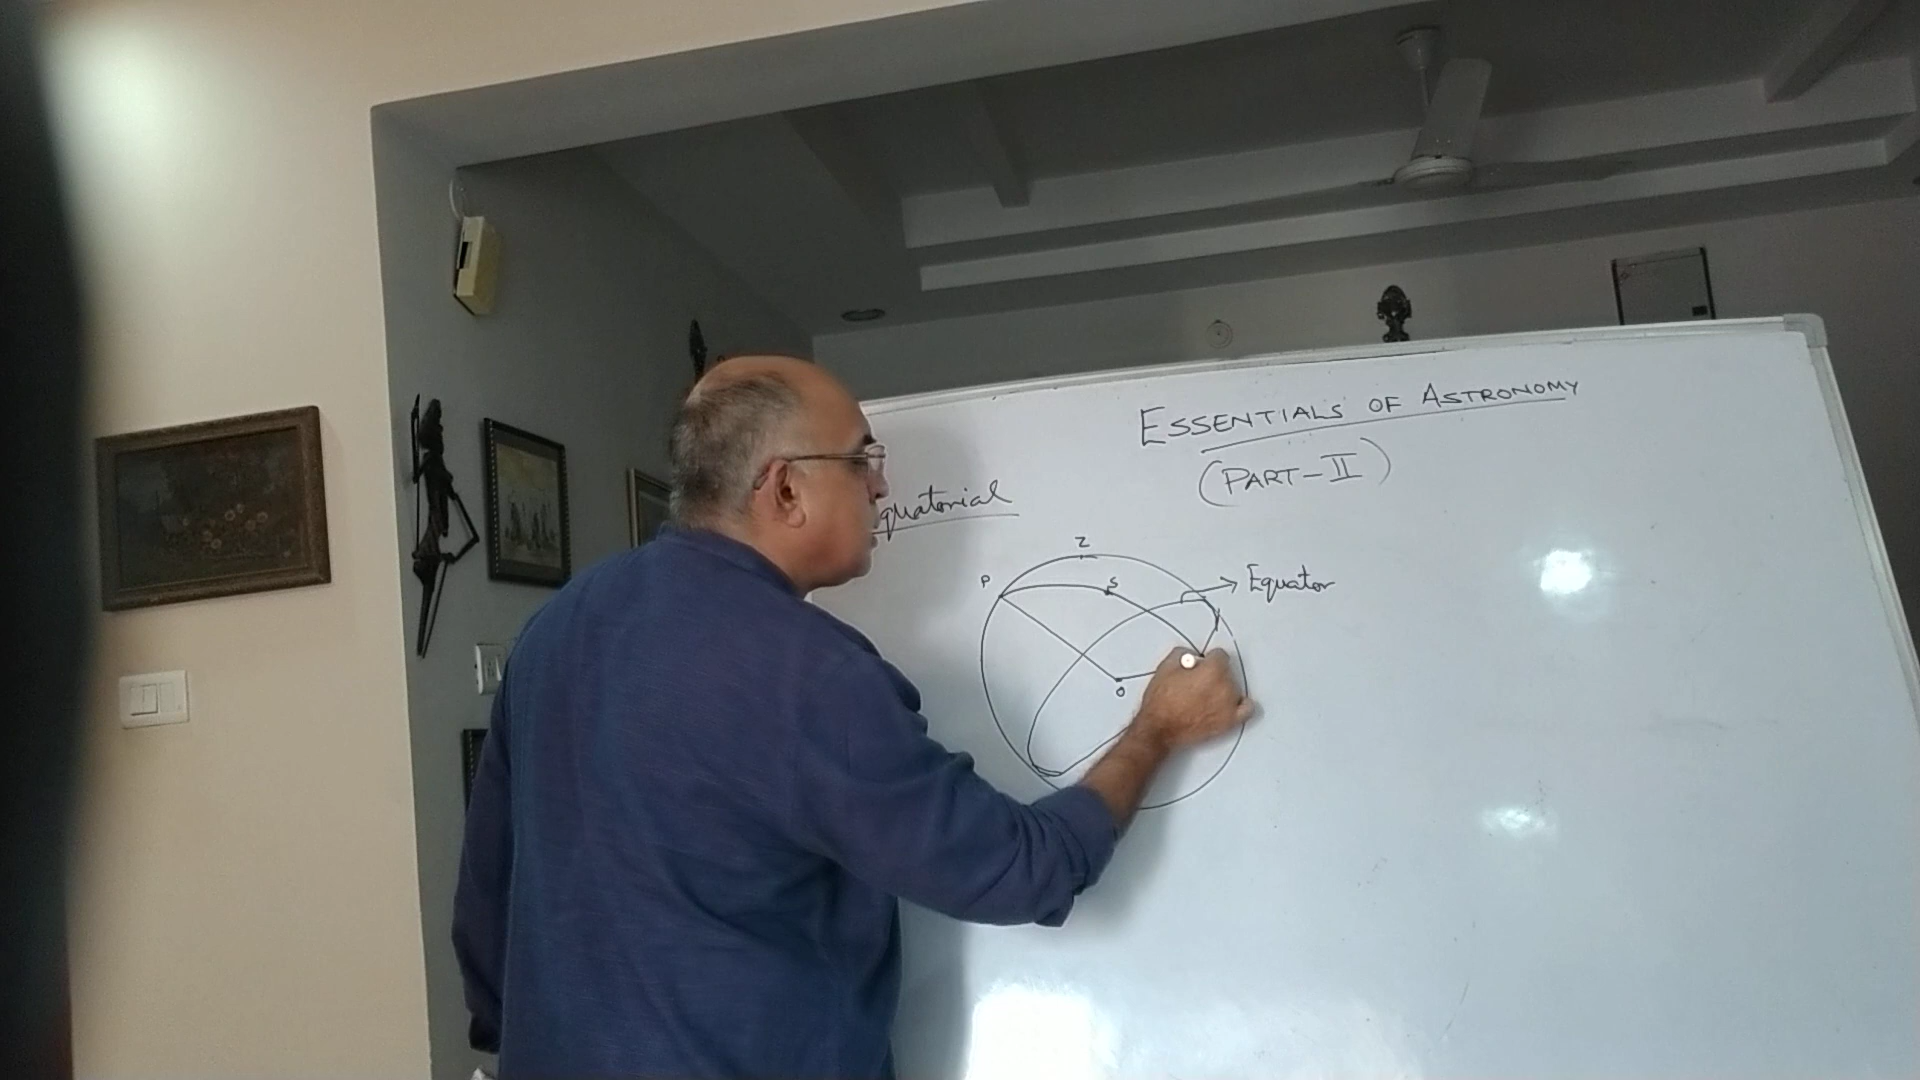 ESSENTIALS OF ASTRONOMY
(PART-II)
quatorial
Z
P
S
Equator
O